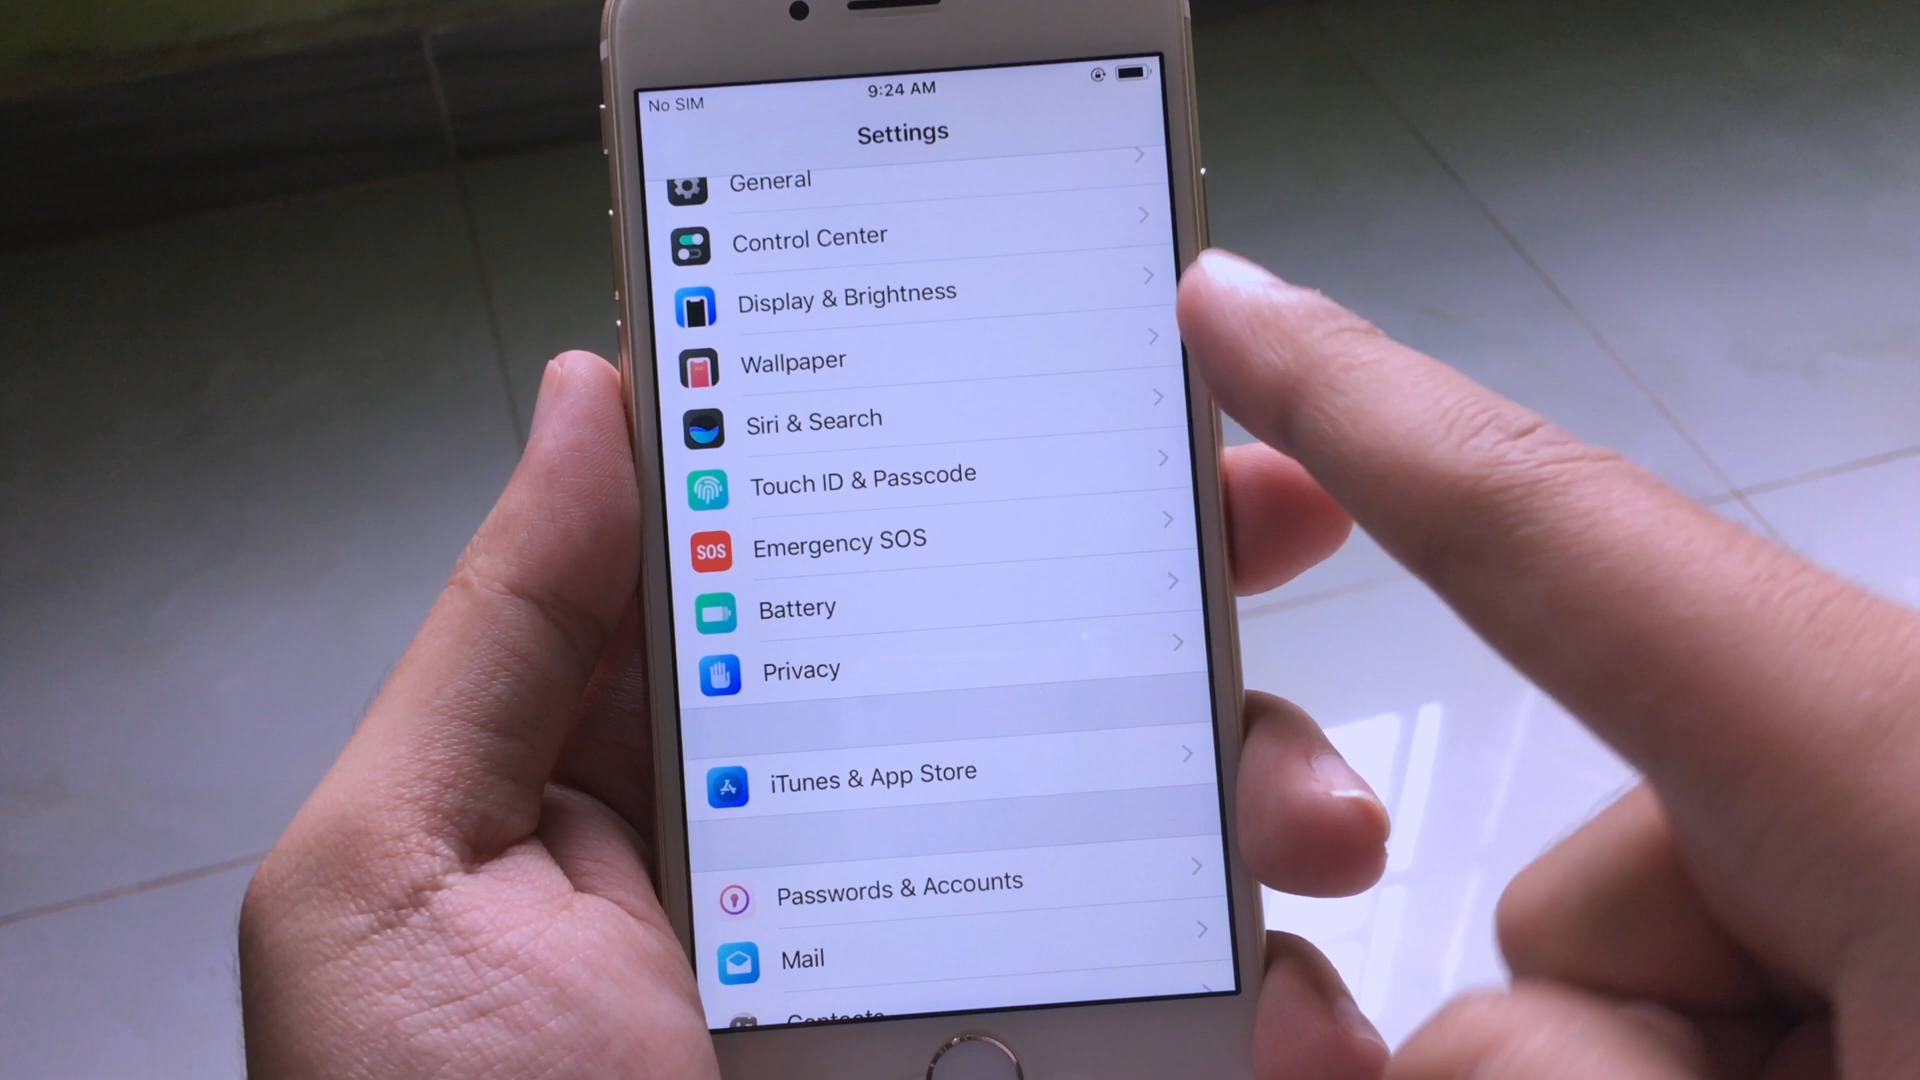 No SIM
9:24 AM
Settings
General
Control Center
Display & Brightness
Wallpaper
Siri & Search
Touch ID & Passcode
SOS
Emergency SOS
Battery
Privacy
iTunes & App Store
Passwords & Accounts
Mail
Contacts